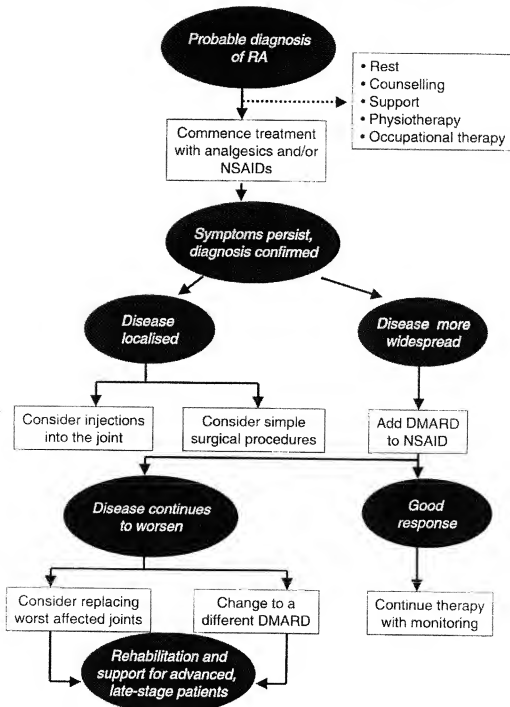 Probable diagnosis
of RA
• Rest
• Counselling
• Support
• Physiotherapy
• Occupational therapy
Commence treatment
with analgesics and/or
NSAIDs
Symptoms persist,
diagnosis confirmed
Disease
localised
Disease more
widespread
Consider injections
into the joint
Consider simple
surgical procedures
Add DMARD
to NSAID
Disease continues
to worsen
Good
response
Consider replacing
worst affected joints
Change to a
different DMARD
Continue therapy
with monitoring
Rehabilitation and
support for advanced,
late-stage patients